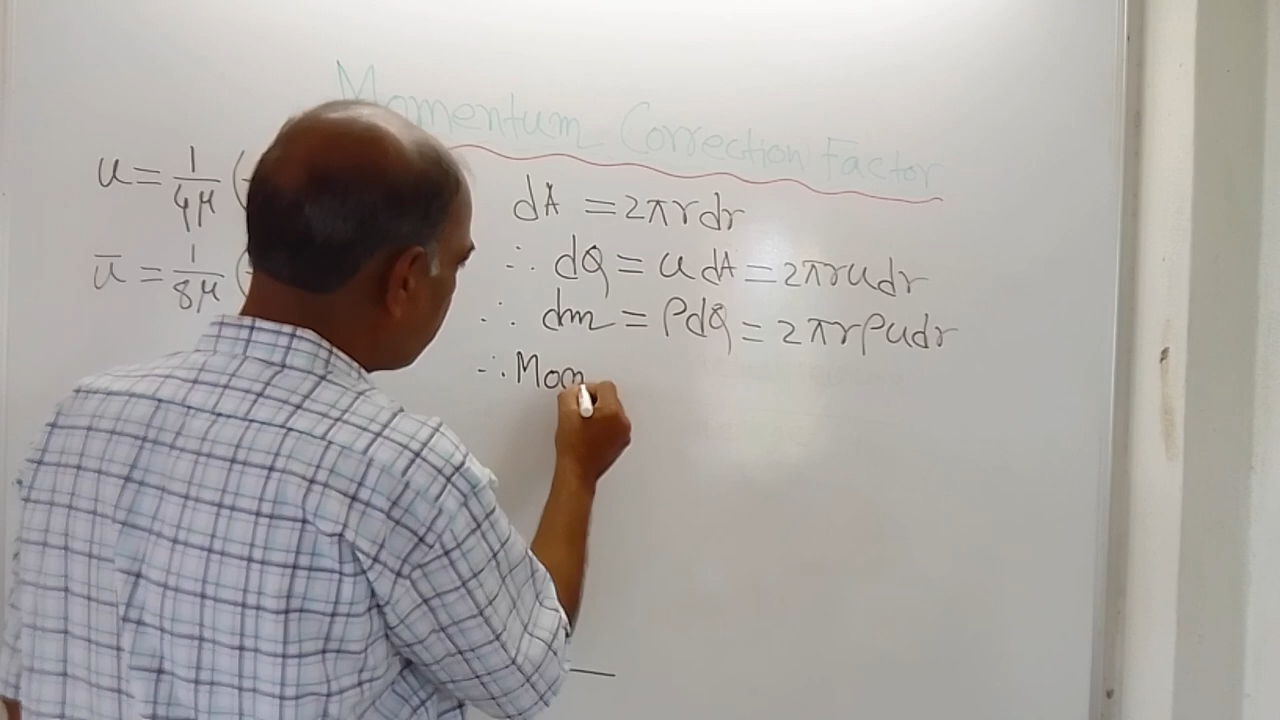 Momentum Correction Factor
u = 1/4μ (
ū = 1/8μ (
dA = 2πrdr
∴ dQ = u dA = 2πrudr
∴ dm = ρdQ = 2πrρudr
∴ Mom